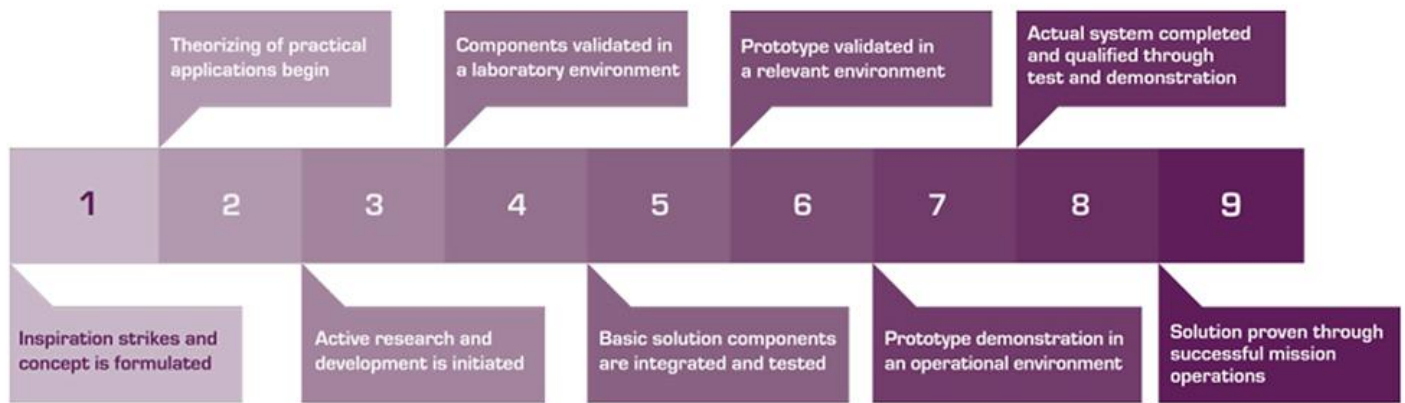 Theorizing of practical
applications begin
Components validated in
a laboratory environment
Prototype validated in
a relevant environment
Actual system completed
and qualified through
test and demonstration
1
2
3
4
5
6
7
8
9
Inspiration strikes and
concept is formulated
Active research and
development is initiated
Basic solution components
are integrated and tested
Prototype demonstration in
an operational environment
Solution proven through
successful mission
operations